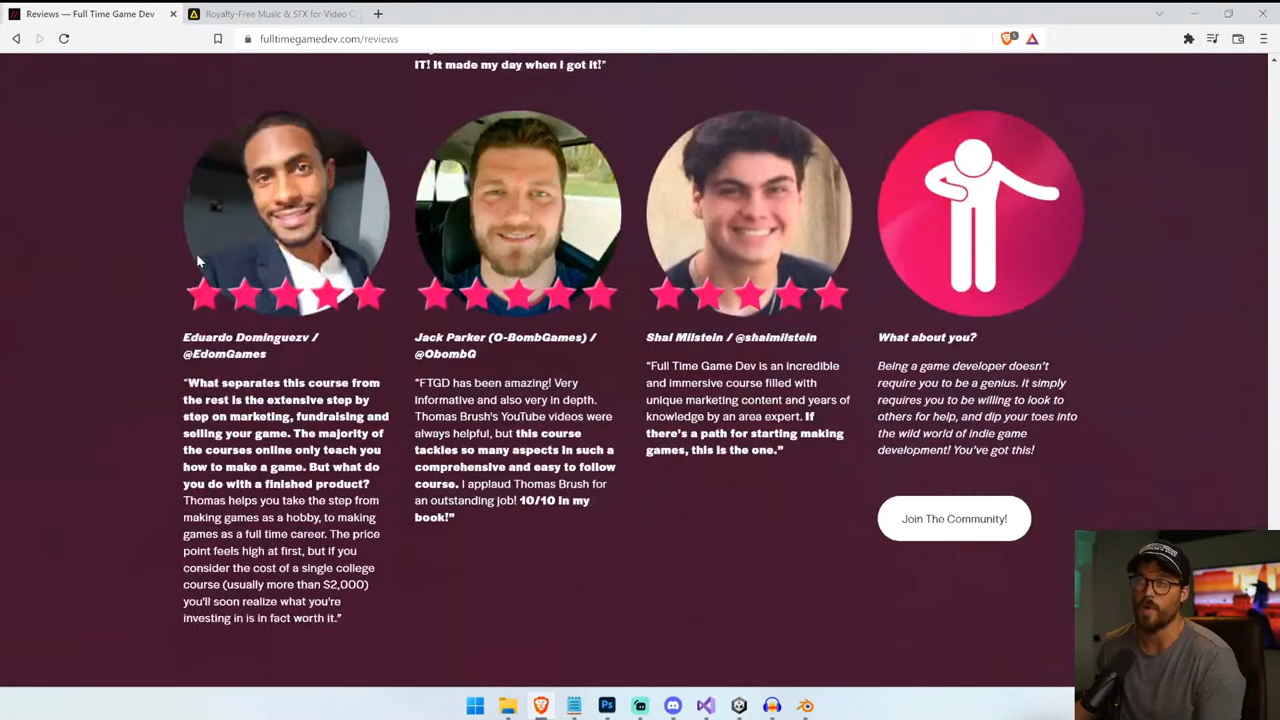 Reviews — Full Time Game Dev
Royalty-Free Music & SFX for Video C
fulltimegamedev.com/reviews
IT! It made my day when I got it!"
Eduardo Dominguezv /
@EdomGames
"What separates this course from
the rest is the extensive step by
step on marketing, fundraising and
selling your game. The majority of
the courses online only teach you
how to make a game. But what do
you do with a finished product?
Thomas helps you take the step from
making games as a hobby, to making
games as a full time career. The price
point feels high at first, but if you
consider the cost of a single college
course (usually more than $2,000)
you'll soon realize what you're
investing in is in fact worth it."
Jack Parker (O-BombGames) /
@ObombG
"FTGD has been amazing! Very
informative and also very in depth.
Thomas Brush's YouTube videos were
always helpful, but this course
tackles so many aspects in such a
comprehensive and easy to follow
course. I applaud Thomas Brush for
an outstanding job! 10/10 in my
book!"
Shai Milstein / @shaimilstein
"Full Time Game Dev is an incredible
and immersive course filled with
unique marketing content and years of
knowledge by an area expert. If
there's a path for starting making
games, this is the one."
What about you?
Being a game developer doesn't
require you to be a genius. It simply
requires you to be willing to look to
others for help, and dip your toes into
the wild world of indie game
development! You've got this!
Join The Community!
Ps